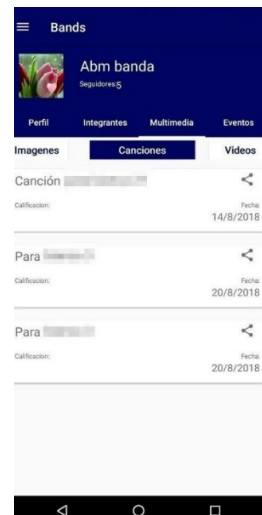 Bands
Abm banda
Seguidores:5
Perfil Integrantes Multimedia Eventos
Imagenes Canciones Videos
Canción
Calificacion: Fecha:
14/8/2018
Para
Calificacion: Fecha:
20/8/2018
Para
Calificacion: Fecha:
20/8/2018